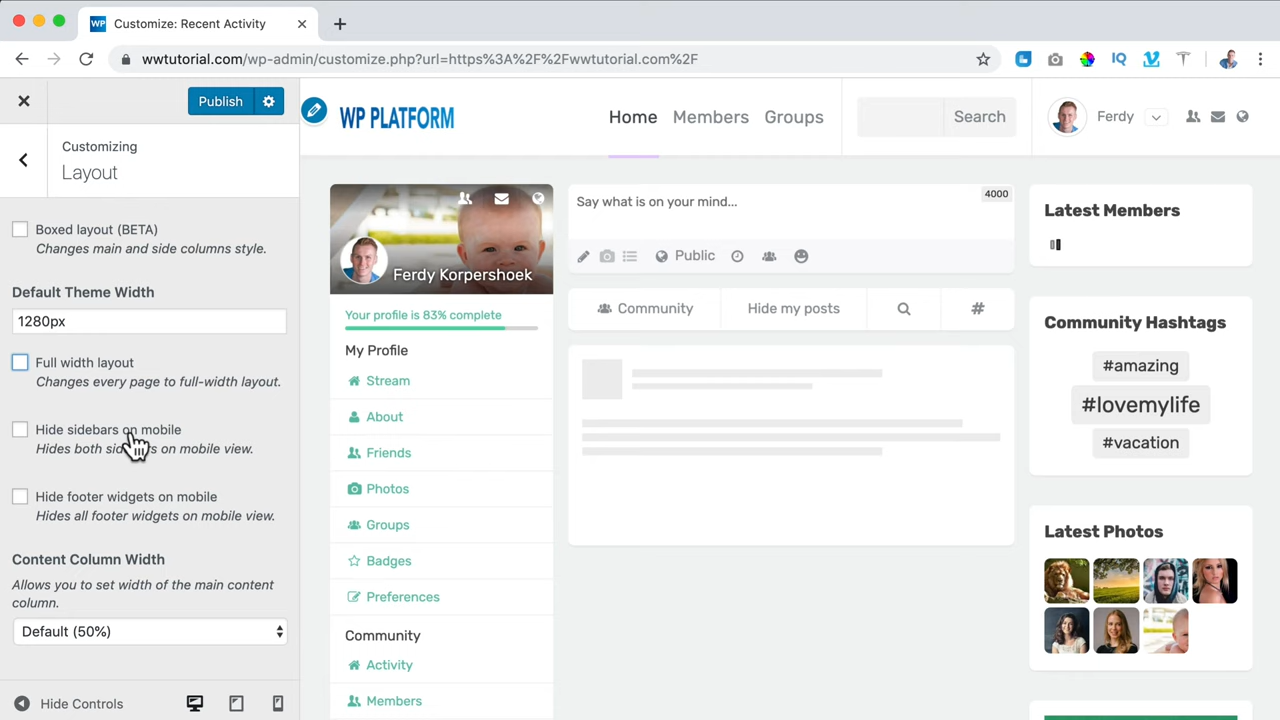 WP Customize: Recent Activity
wwtutorial.com/wp-admin/customize.php?url=https%3A%2F%2Fwwtutorial.com%2F
IQ
Publish
Customizing
Layout
Boxed layout (BETA)
Changes main and side columns style.
Default Theme Width
1280px
Full width layout
Changes every page to full-width layout.
Hide sidebars on mobile
Hides both sidebars on mobile view.
Hide footer widgets on mobile
Hides all footer widgets on mobile view.
Content Column Width
Allows you to set width of the main content
column.
Default (50%)
Hide Controls
WP PLATFORM
Home Members Groups
Search
Ferdy
Ferdy Korpershoek
Your profile is 83% complete
My Profile
Stream
About
Friends
Photos
Groups
Badges
Preferences
Community
Activity
Members
Say what is on your mind...
4000
Public
Community
Hide my posts
#
Latest Members
Community Hashtags
#amazing
#lovemylife
#vacation
Latest Photos